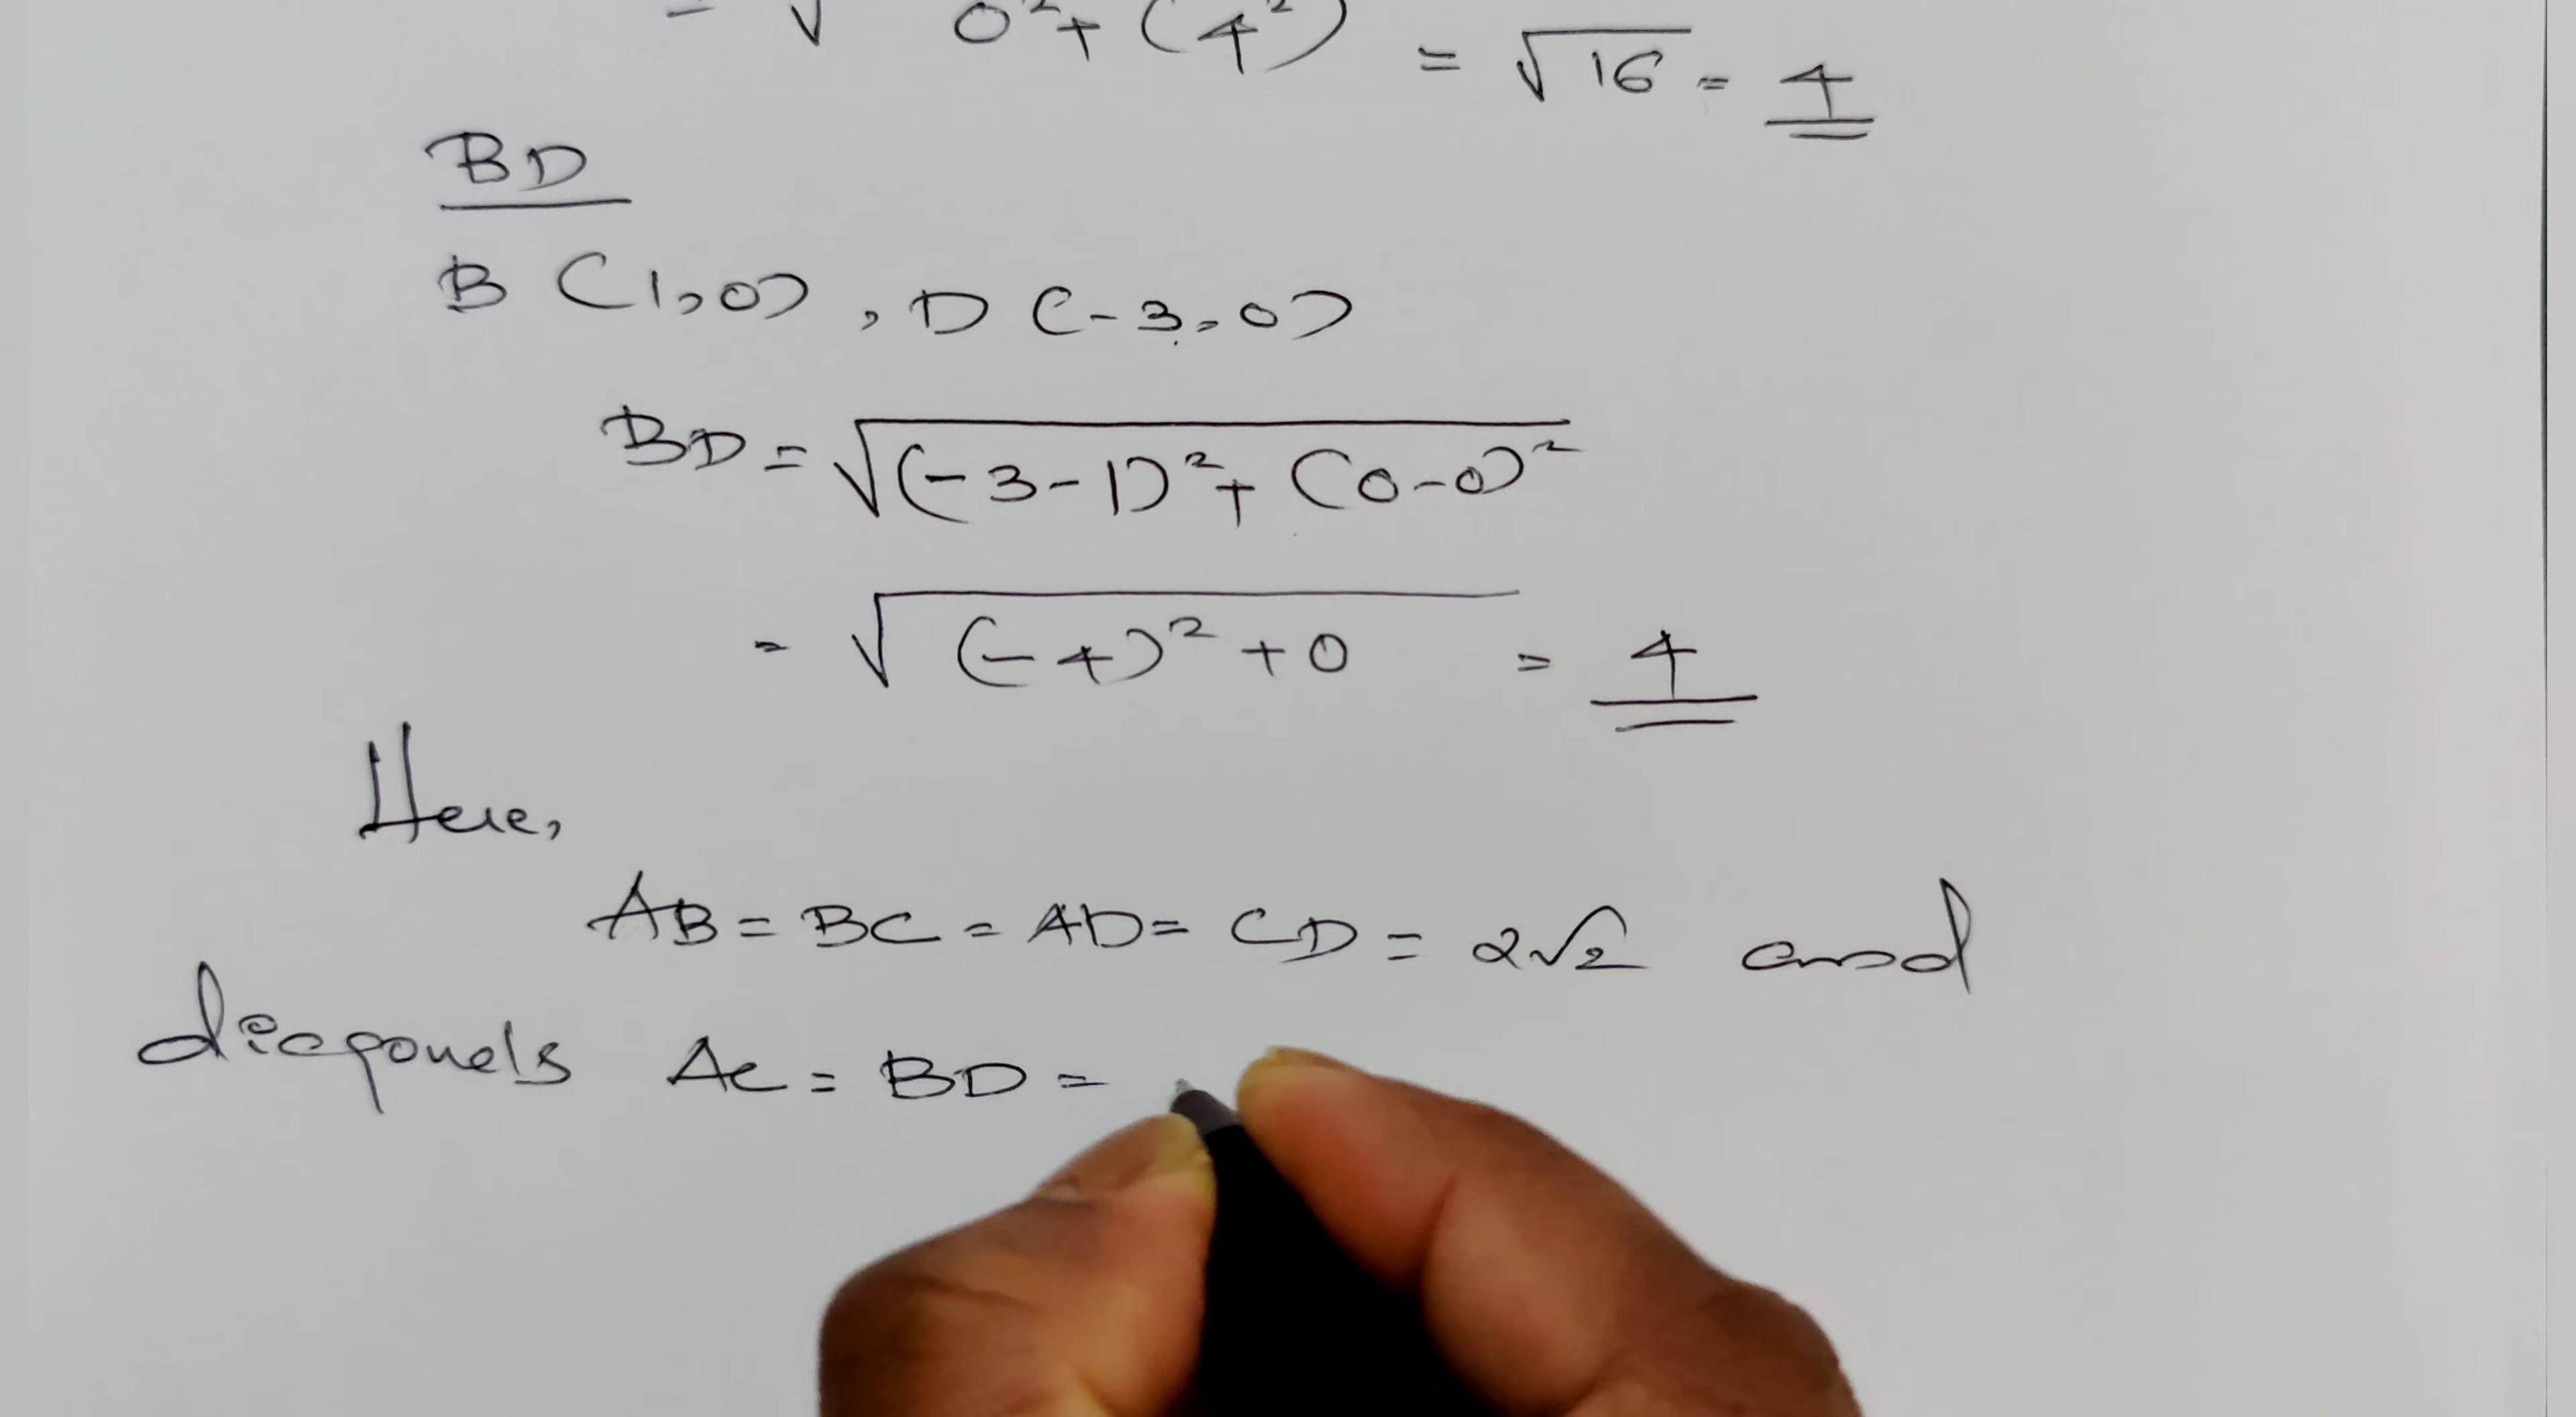 = √ 0² + (4²) = √16 = 4
BD
B (1,0), D (-3,0)
BD = √(-3-1)² + (0-0)²
= √(-4)² + 0 = 4
Here,
AB = BC = AD = CD = 2√2 and
diagonals AC = BD =